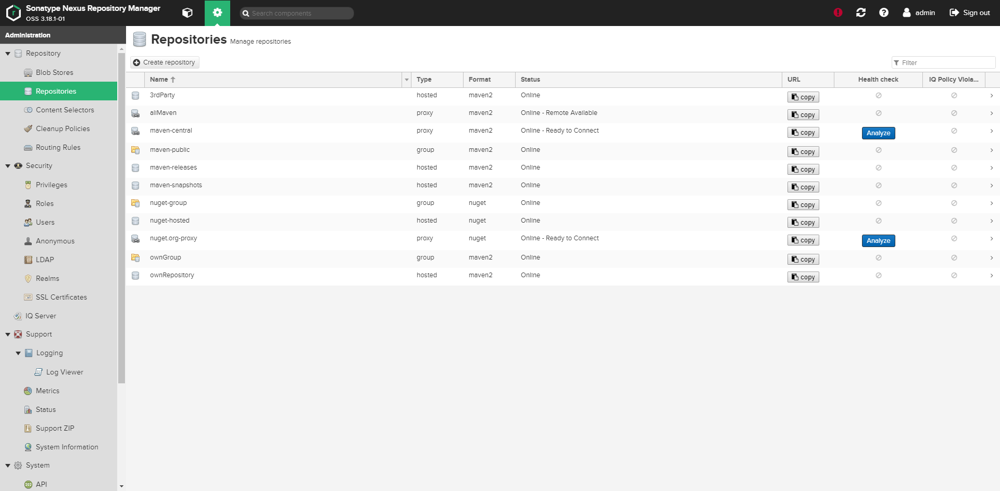 Sonatype Nexus Repository Manager
OSS 3.18.1-01
Search components
admin
Sign out
Administration
Repository
Blob Stores
Repositories
Content Selectors
Cleanup Policies
Routing Rules
Security
Privileges
Roles
Users
Anonymous
LDAP
Realms
SSL Certificates
IQ Server
Support
Logging
Log Viewer
Metrics
Status
Support ZIP
System Information
System
API
Repositories Manage repositories
Create repository
Filter
Name Type Format Status URL Health check IQ Policy Viola...
3rdParty hosted maven2 Online copy
aliMaven proxy maven2 Online - Remote Available copy
maven-central proxy maven2 Online - Ready to Connect copy Analyze
maven-public group maven2 Online copy
maven-releases hosted maven2 Online copy
maven-snapshots hosted maven2 Online copy
nuget-group group nuget Online copy
nuget-hosted hosted nuget Online copy
nuget.org-proxy proxy nuget Online - Ready to Connect copy Analyze
ownGroup group maven2 Online copy
ownRepository hosted maven2 Online copy